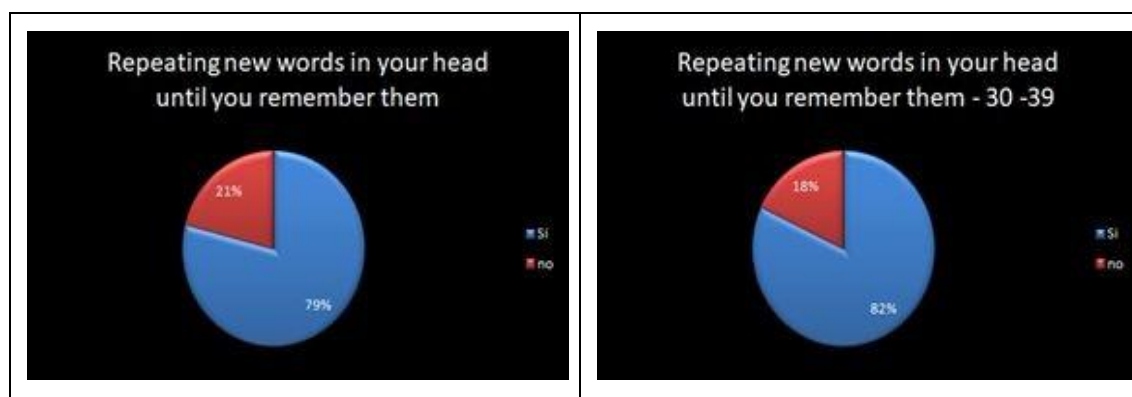 Repeating new words in your head
until you remember them
21%
79%
Si
no
Repeating new words in your head
until you remember them - 30 -39
18%
82%
Si
no